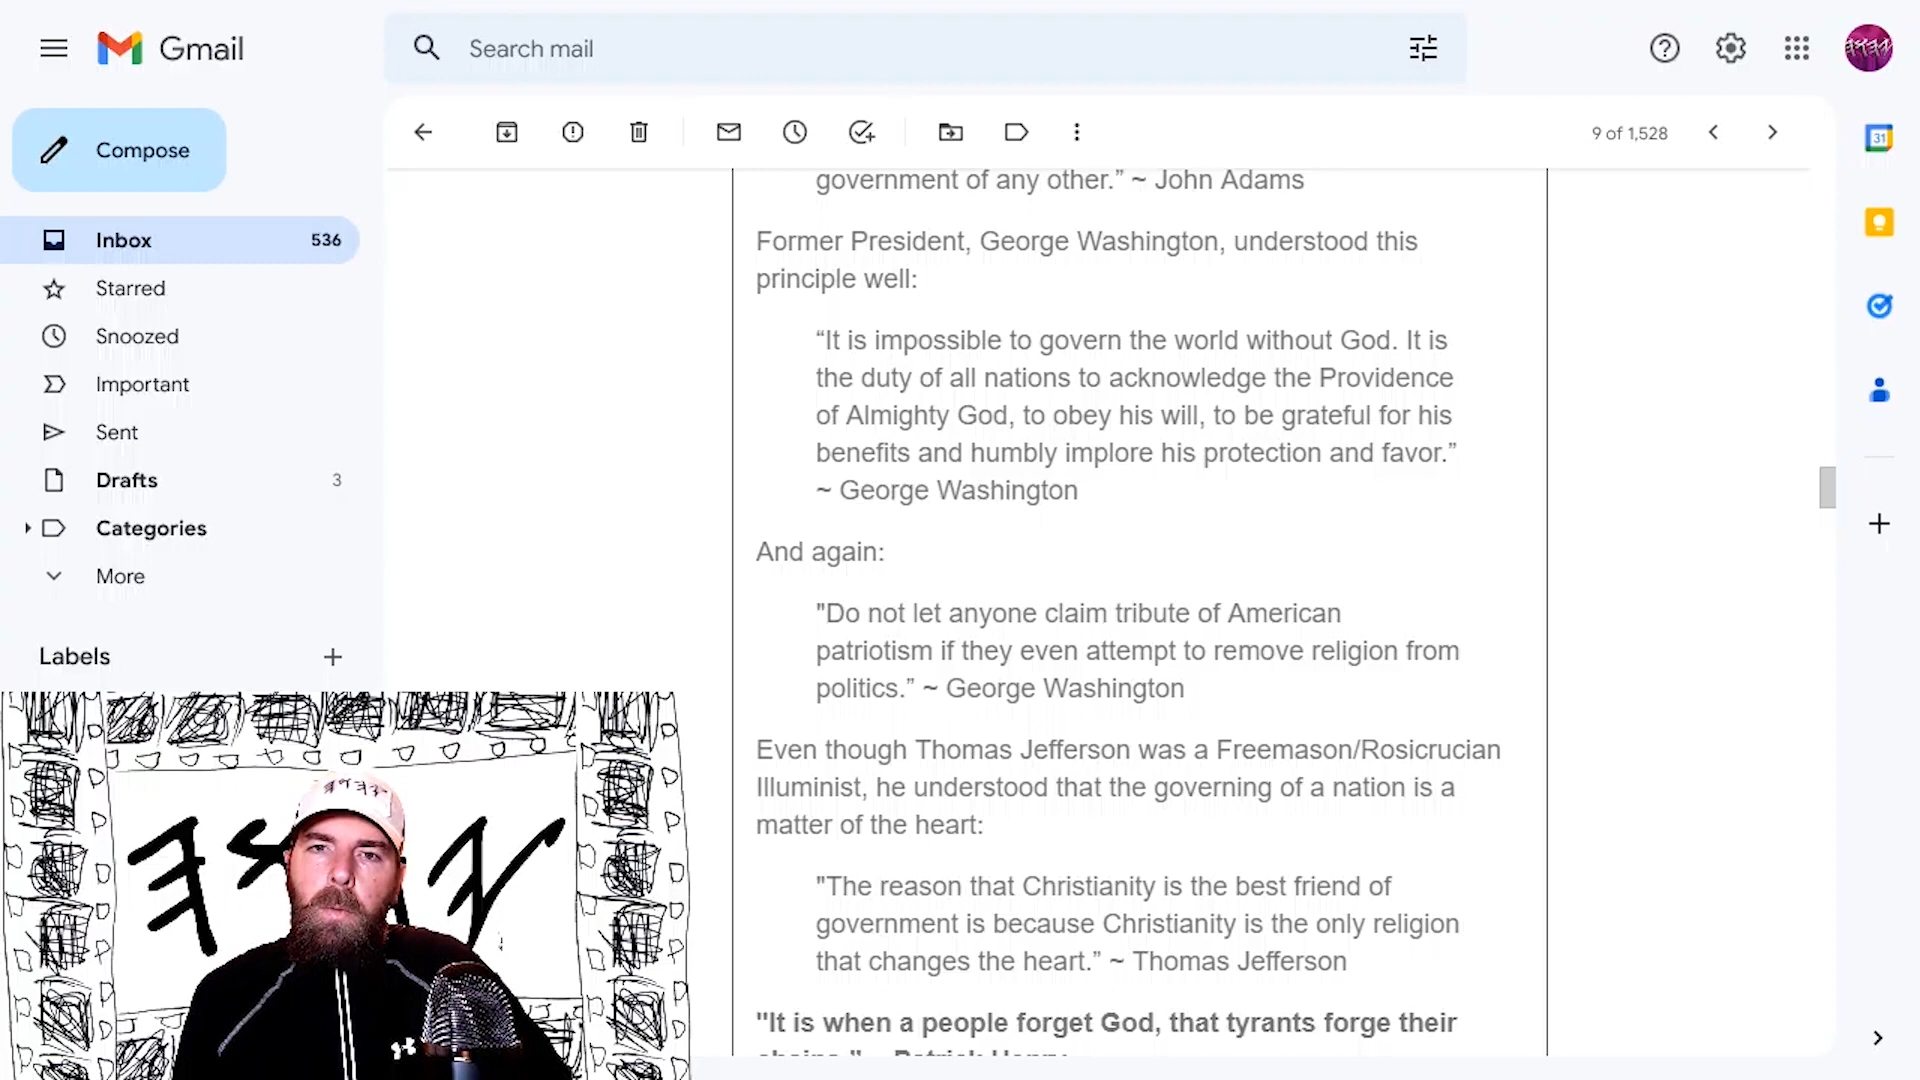 Gmail
Search mail
Compose
9 of 1,528
31
Inbox 536
Starred
Snoozed
Important
Sent
Drafts 3
Categories
More
Labels
government of any other.” ~ John Adams
Former President, George Washington, understood this
principle well:
“It is impossible to govern the world without God. It is
the duty of all nations to acknowledge the Providence
of Almighty God, to obey his will, to be grateful for his
benefits and humbly implore his protection and favor.”
~ George Washington
And again:
"Do not let anyone claim tribute of American
patriotism if they even attempt to remove religion from
politics.” ~ George Washington
Even though Thomas Jefferson was a Freemason/Rosicrucian
Illuminist, he understood that the governing of a nation is a
matter of the heart:
"The reason that Christianity is the best friend of
government is because Christianity is the only religion
that changes the heart.” ~ Thomas Jefferson
"It is when a people forget God, that tyrants forge their
chains." ~ Patrick Henry